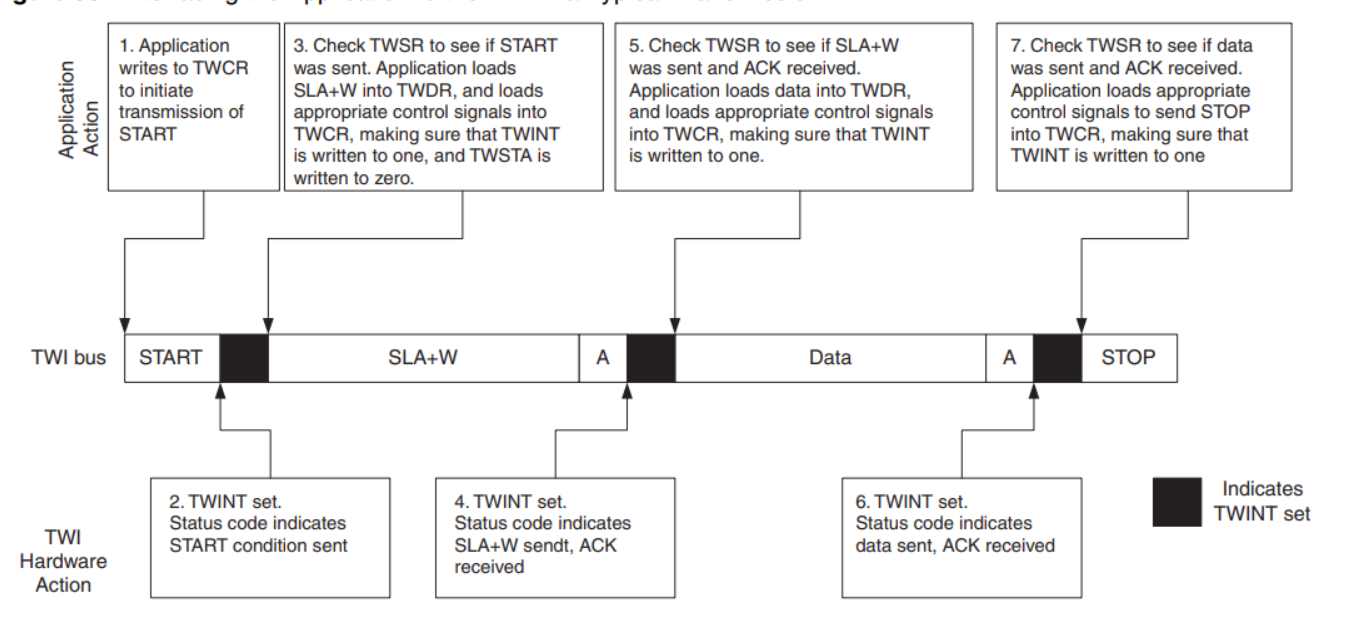 1. Application
writes to TWCR
to initiate
transmission of
START
3. Check TWSR to see if START
was sent. Application loads
SLA+W into TWDR, and loads
appropriate control signals into
TWCR, making sure that TWINT
is written to one, and TWSTA is
written to zero.
5. Check TWSR to see if SLA+W
was sent and ACK received.
Application loads data into TWDR,
and loads appropriate control signals
into TWCR, making sure that TWINT
is written to one.
7. Check TWSR to see if data
was sent and ACK received.
Application loads appropriate
control signals to send STOP
into TWCR, making sure that
TWINT is written to one
Application
Action
TWI bus
START
SLA+W
A
Data
A
STOP
2. TWINT set.
Status code indicates
START condition sent
4. TWINT set.
Status code indicates
SLA+W sendt, ACK
received
6. TWINT set.
Status code indicates
data sent, ACK received
Indicates
TWINT set
TWI
Hardware
Action